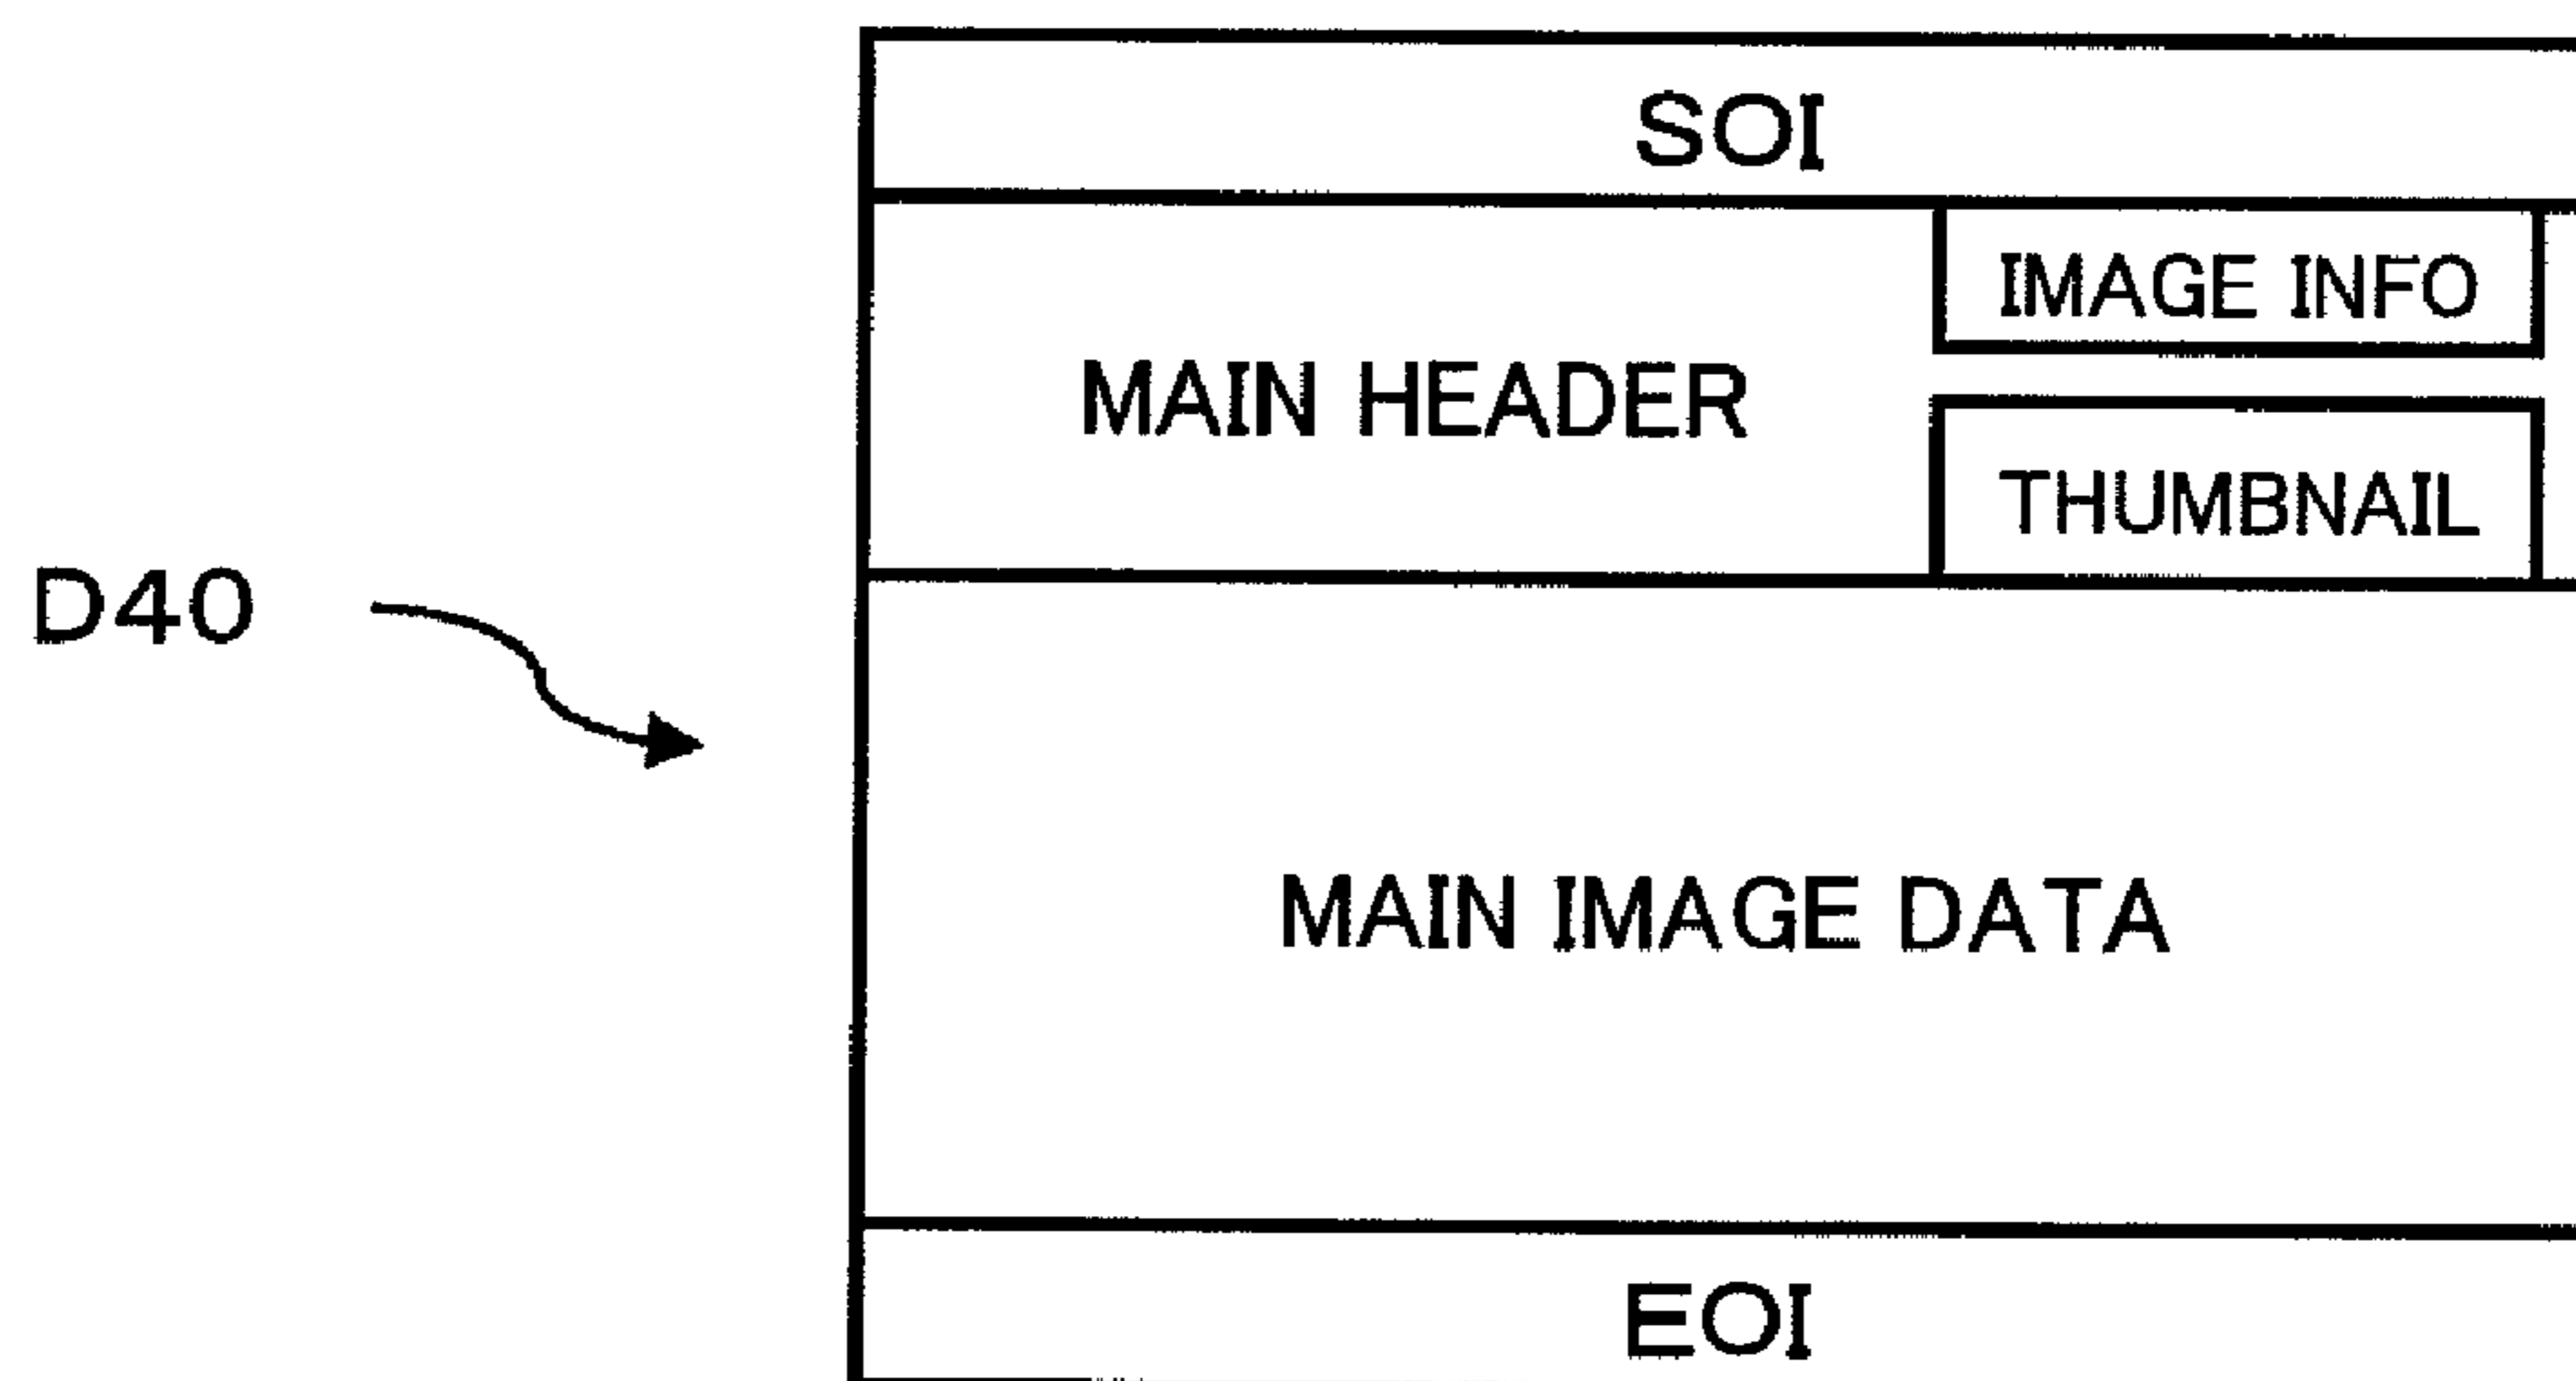 SOI
IMAGE INFO
MAIN HEADER
THUMBNAIL
D40
MAIN IMAGE DATA
EOI